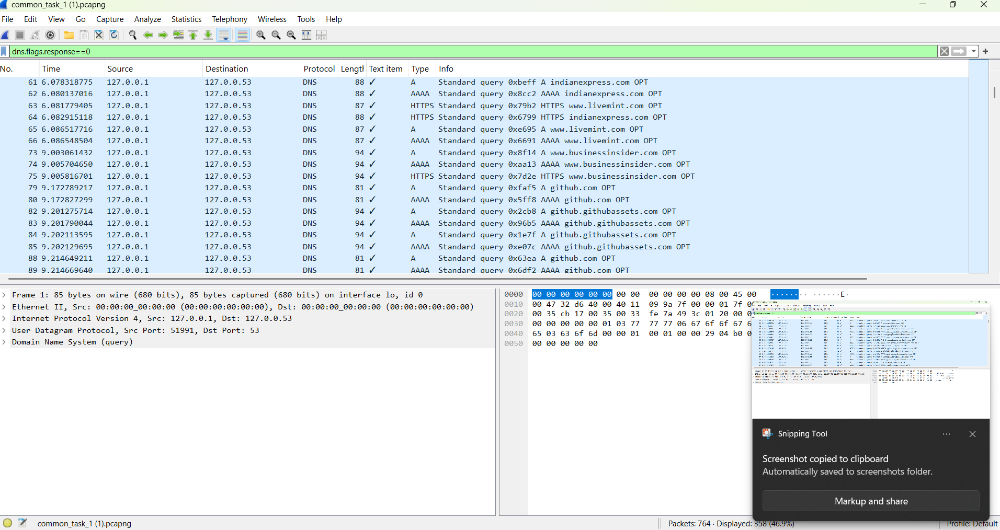 common_task_1 (1).pcapng
File Edit View Go Capture Analyze Statistics Telephony Wireless Tools Help
dns.flags.response==0
No. Time Source Destination Protocol Length Text item Type Info
61 6.078318775 127.0.0.1 127.0.0.53 DNS 88 ✓ A Standard query 0xbeff A indianexpress.com OPT
62 6.080137016 127.0.0.1 127.0.0.53 DNS 88 ✓ AAAA Standard query 0x8cc2 AAAA indianexpress.com OPT
63 6.081779405 127.0.0.1 127.0.0.53 DNS 87 ✓ HTTPS Standard query 0x79b2 HTTPS www.livemint.com OPT
64 6.082915118 127.0.0.1 127.0.0.53 DNS 88 ✓ HTTPS Standard query 0x6799 HTTPS indianexpress.com OPT
65 6.086517716 127.0.0.1 127.0.0.53 DNS 87 ✓ A Standard query 0xe695 A www.livemint.com OPT
66 6.086548504 127.0.0.1 127.0.0.53 DNS 87 ✓ AAAA Standard query 0x6691 AAAA www.livemint.com OPT
73 9.003061432 127.0.0.1 127.0.0.53 DNS 94 ✓ A Standard query 0x8f14 A www.businessinsider.com OPT
74 9.005704650 127.0.0.1 127.0.0.53 DNS 94 ✓ AAAA Standard query 0xaa13 AAAA www.businessinsider.com OPT
75 9.005816701 127.0.0.1 127.0.0.53 DNS 94 ✓ HTTPS Standard query 0x7d2e HTTPS www.businessinsider.com OPT
79 9.172789217 127.0.0.1 127.0.0.53 DNS 81 ✓ A Standard query 0xfaf5 A github.com OPT
80 9.172827299 127.0.0.1 127.0.0.53 DNS 81 ✓ AAAA Standard query 0x5ff8 AAAA github.com OPT
82 9.201275714 127.0.0.1 127.0.0.53 DNS 94 ✓ A Standard query 0x2cb8 A github.githubassets.com OPT
83 9.201790044 127.0.0.1 127.0.0.53 DNS 94 ✓ AAAA Standard query 0x96b5 AAAA github.githubassets.com OPT
84 9.202113595 127.0.0.1 127.0.0.53 DNS 94 ✓ A Standard query 0x1e7f A github.githubassets.com OPT
85 9.202129695 127.0.0.1 127.0.0.53 DNS 94 ✓ AAAA Standard query 0xe07c AAAA github.githubassets.com OPT
88 9.214649211 127.0.0.1 127.0.0.53 DNS 81 ✓ A Standard query 0x63ea A github.com OPT
89 9.214669640 127.0.0.1 127.0.0.53 DNS 81 ✓ AAAA Standard query 0x6df2 AAAA github.com OPT
Frame 1: 85 bytes on wire (680 bits), 85 bytes captured (680 bits) on interface lo, id 0
Ethernet II, Src: 00:00:00_00:00:00 (00:00:00:00:00:00), Dst: 00:00:00_00:00:00 (00:00:00:00:00:00)
Internet Protocol Version 4, Src: 127.0.0.1, Dst: 127.0.0.53
User Datagram Protocol, Src Port: 51991, Dst Port: 53
Domain Name System (query)
0000 00 00 00 00 00 00 00 00 00 00 00 00 08 00 45 00 ········ ······E·
0010 00 47 32 d6 40 00 40 11 09 9a 7f 00 00 01 7f 0
0020 00 35 cb 17 00 35 00 33 fe 7a 49 3c 01 20 00 0
0030 00 00 00 00 00 01 03 77 77 77 06 67 6f 6f 67 6
0040 65 03 63 6f 6d 00 00 01 00 01 00 00 29 04 b0 0
0050 00 00 00 00 00
Snipping Tool
Screenshot copied to clipboard
Automatically saved to screenshots folder.
Markup and share
common_task_1 (1).pcapng
Packets: 764 · Displayed: 358 (46.9%)
Profile: Default